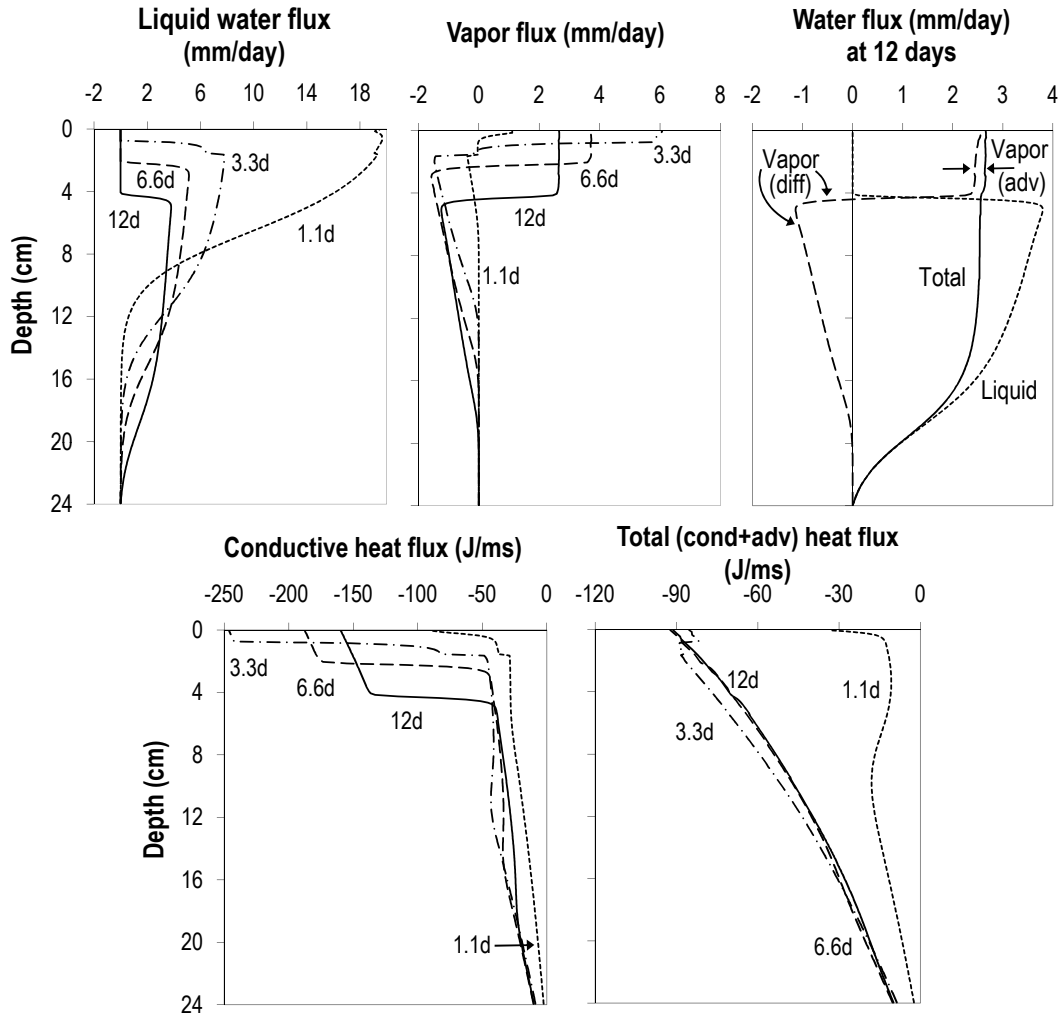 Liquid water flux
(mm/day)
-2 2 6 10 14 18
0
4
8
12
16
20
24
Depth (cm)
3.3d
6.6d
12d
1.1d
Vapor flux (mm/day)
-2 0 2 4 6 8
3.3d
6.6d
12d
1.1d
Water flux (mm/day)
at 12 days
-2 -1 0 1 2 3 4
Vapor
(diff)
Vapor
(adv)
Total
Liquid
Conductive heat flux (J/ms)
-250 -200 -150 -100 -50 0
0
4
8
12
16
20
24
Depth (cm)
3.3d
6.6d
12d
1.1d
Total (cond+adv) heat flux
(J/ms)
-120 -90 -60 -30 0
12d
1.1d
3.3d
6.6d